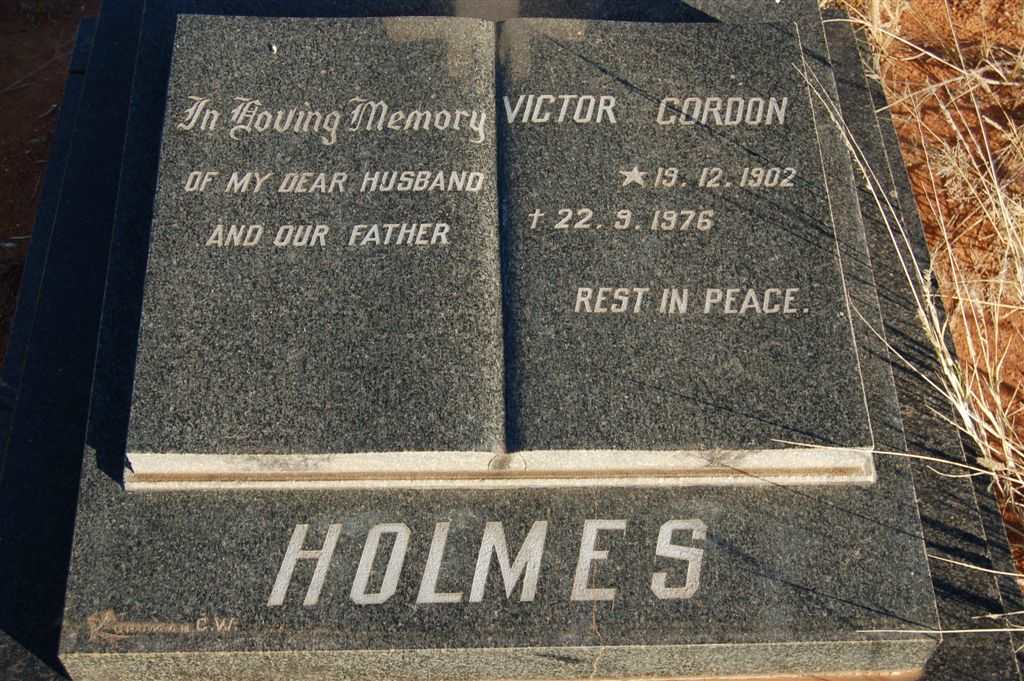 In Loving Memory
OF MY DEAR HUSBAND
AND OUR FATHER
VICTOR GORDON
★19.12.1902
†22.9.1976
REST IN PEACE.
HOLMES
C.W.